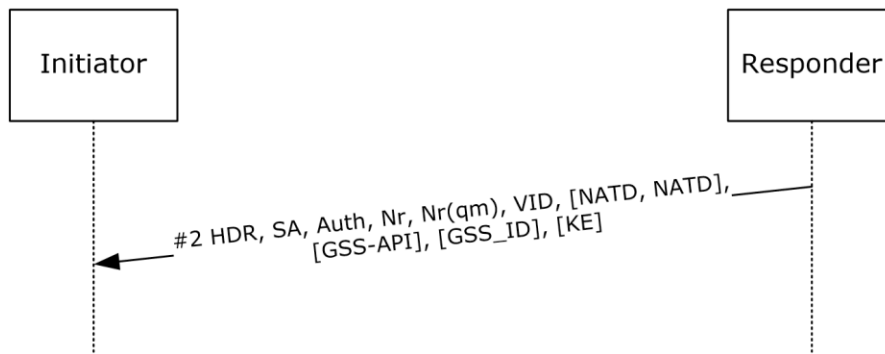 Initiator
Responder
#2 HDR, SA, Auth, Nr, Nr(qm), VID, [NATD, NATD],
[GSS-API], [GSS_ID], [KE]